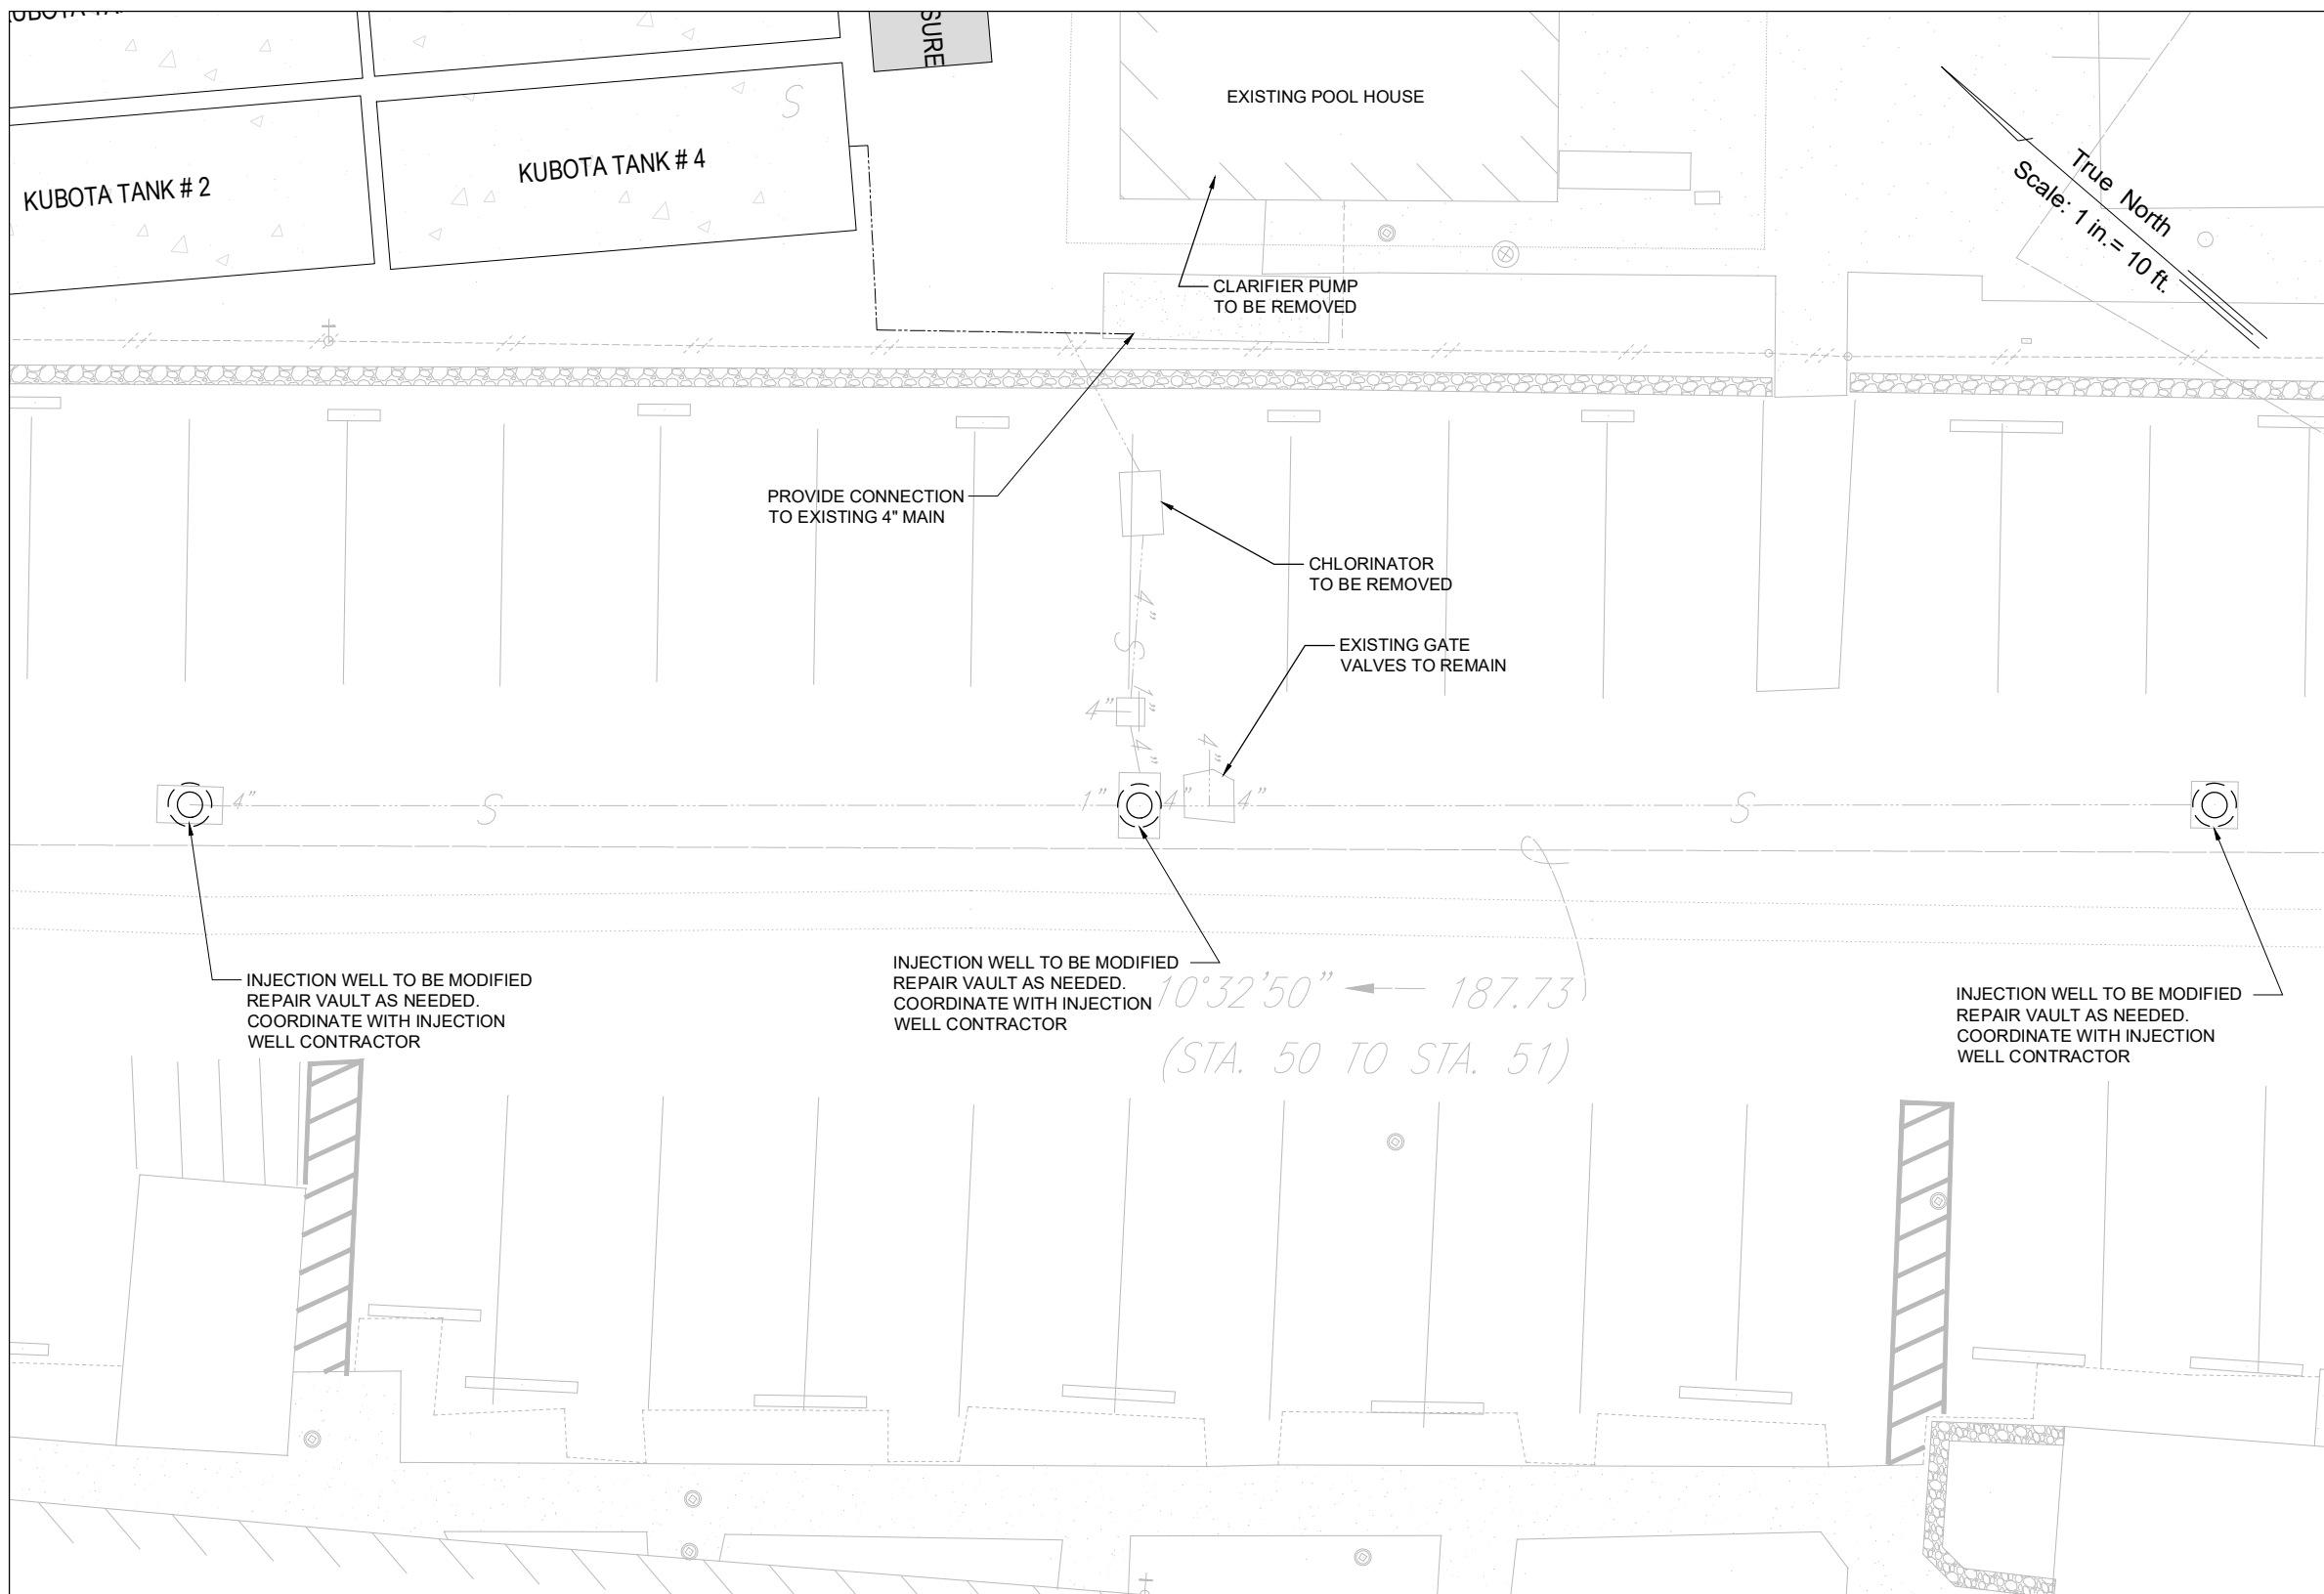 SURE
EXISTING POOL HOUSE
S
KUBOTA TANK # 4
KUBOTA TANK # 2
True North
Scale: 1 in.= 10 ft.
CLARIFIER PUMP
TO BE REMOVED
PROVIDE CONNECTION
TO EXISTING 4" MAIN
CHLORINATOR
TO BE REMOVED
4"
S
EXISTING GATE
VALVES TO REMAIN
4"
4"
4"
4"
S
1"
4"
4"
S
INJECTION WELL TO BE MODIFIED
REPAIR VAULT AS NEEDED.
COORDINATE WITH INJECTION
WELL CONTRACTOR
INJECTION WELL TO BE MODIFIED
REPAIR VAULT AS NEEDED.
COORDINATE WITH INJECTION
WELL CONTRACTOR
10°32'50" 187.73
(STA. 50 TO STA. 51)
INJECTION WELL TO BE MODIFIED
REPAIR VAULT AS NEEDED.
COORDINATE WITH INJECTION
WELL CONTRACTOR